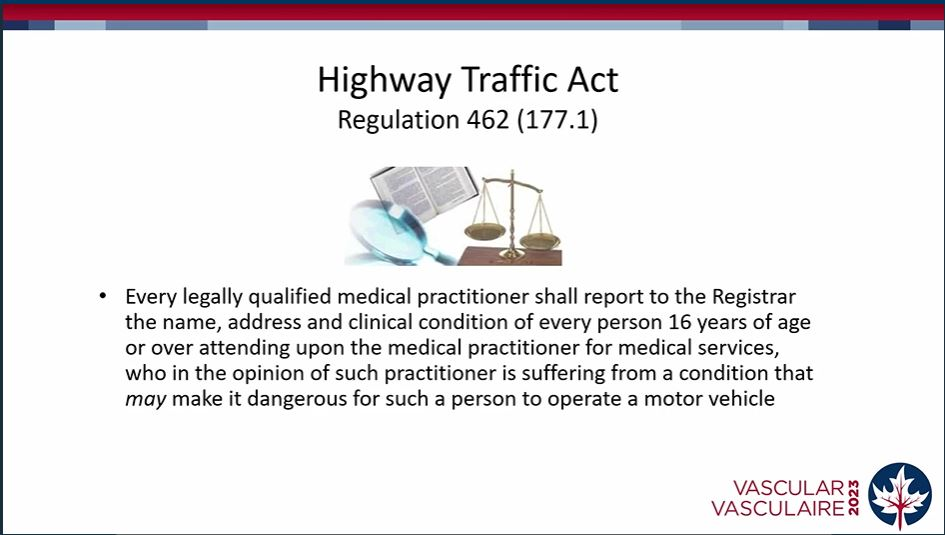 Highway Traffic Act
Regulation 462 (177.1)
• Every legally qualified medical practitioner shall report to the Registrar
the name, address and clinical condition of every person 16 years of age
or over attending upon the medical practitioner for medical services,
who in the opinion of such practitioner is suffering from a condition that
may make it dangerous for such a person to operate a motor vehicle
VASCULAR
VASCULAIRE
2023